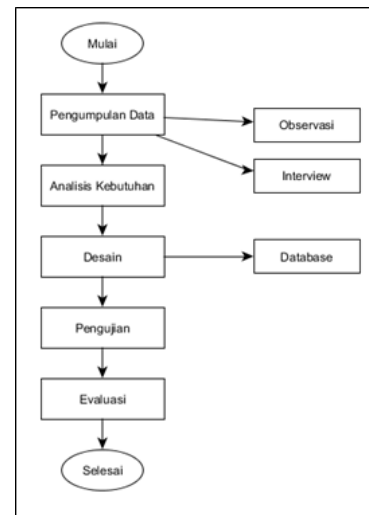 Mulai
Pengumpulan Data
Observasi
Interview
Analisis Kebutuhan
Desain
Database
Pengujian
Evaluasi
Selesai